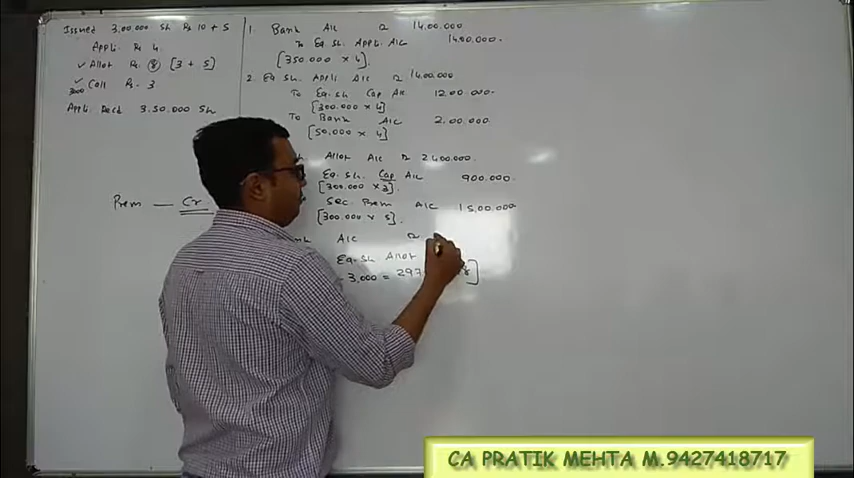 Issued 3,00,000 Sh Rs 10 + 5
Appli. Rs 4
✓ Allot Rs. 8 [3 + 5]
✓ Call Rs - 3
3000
Appli. Recd 3,50,000 Sh
Prem — Cr
1. Bank A/c Dr 14,00,000
To Eq Sh. Appli. A/c 14,00,000.
[350.000 x 4].
2. Eq Sh. Appli A/c Dr 14,00,000
To Eq.Sh Cap A/c 1200 000-
[300.000 x 4]
To Bank A/c 2,00,000
[50,000 x 4]
Allot A/c Dr 2400,000.
Eq.Sh. Cap A/c 900.000.
[300.000 x 3].
Sec. Prem A/c 15,00,000
[300.000 x 5].
A/c Dr
Eq.Sh Allot
- 3,000 = 297
8]
CA PRATIK MEHTA M.9427418717